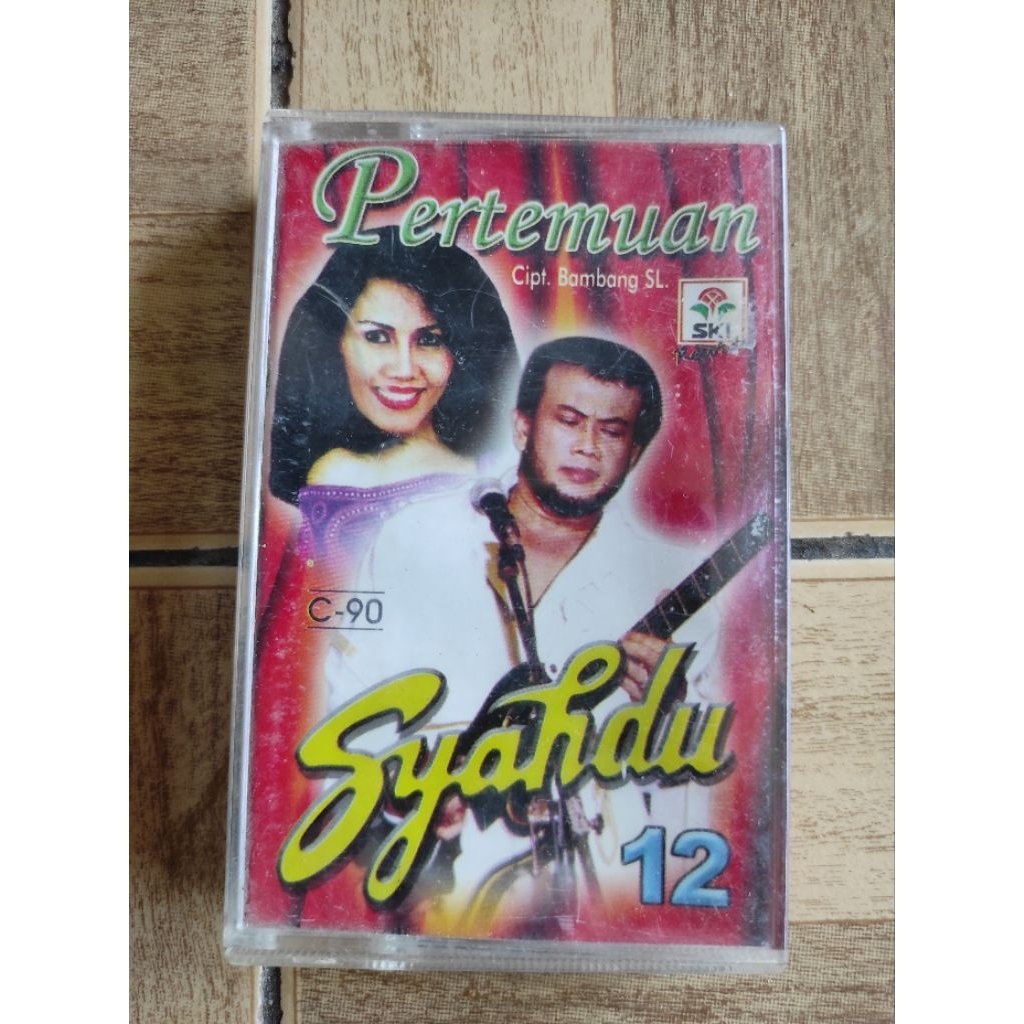 Pertemuan
Cipt. Bambang SL.
SKI
C-90
Syahdu
12